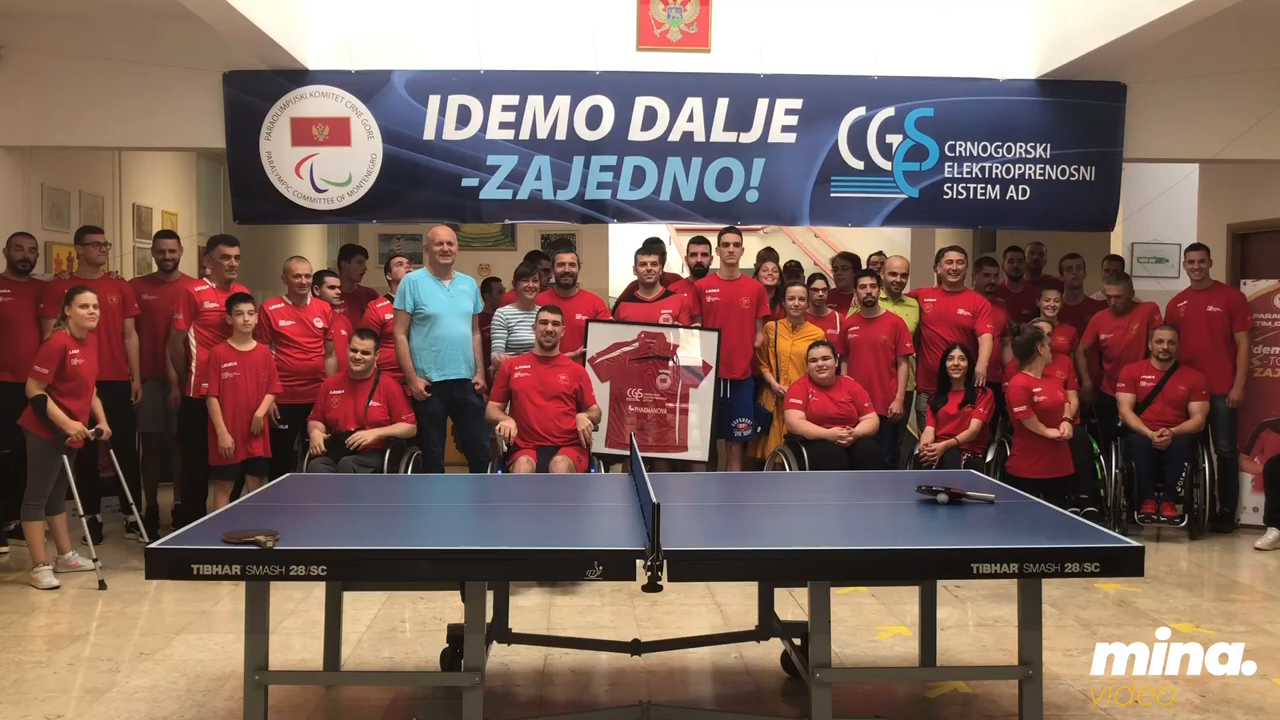 PARAOLIMPIJSKI KOMITET CRNE GORE
PARALYMPIC COMMITTEE OF MONTENEGRO
IDEMO DALJE
-ZAJEDNO!
CGES
CRNOGORSKI
ELEKTROPRENOSNI
SISTEM AD
CGES
PHARMANOVA
TIBHAR SMASH 28/SC
TIBHAR SMASH 28/SC
mina.
video